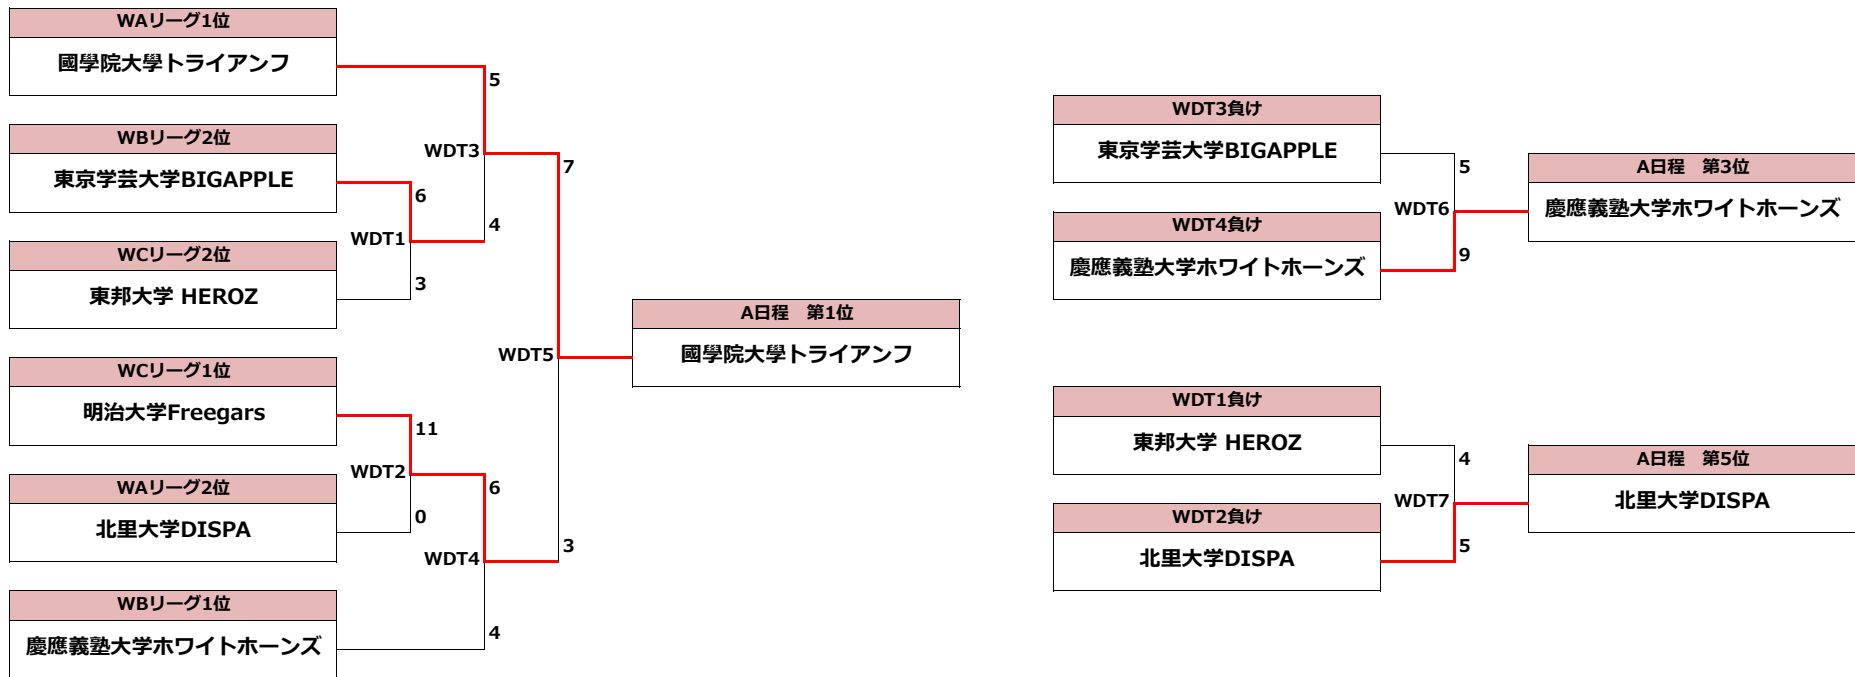 WAリーグ1位
國學院大學トライアンフ
5
WBリーグ2位
東京学芸大学BIGAPPLE
WDT3
7
6
4
WDT1
WCリーグ2位
東邦大学 HEROZ
3
A日程　第1位
國學院大學トライアンフ
WDT5
WCリーグ1位
明治大学Freegars
11
WDT2
6
WAリーグ2位
北里大学DISPA
0
3
WDT4
WBリーグ1位
慶應義塾大学ホワイトホーンズ
4
WDT3負け
東京学芸大学BIGAPPLE
5
A日程　第3位
慶應義塾大学ホワイトホーンズ
WDT6
WDT4負け
慶應義塾大学ホワイトホーンズ
9
WDT1負け
東邦大学 HEROZ
4
A日程　第5位
北里大学DISPA
WDT7
WDT2負け
北里大学DISPA
5